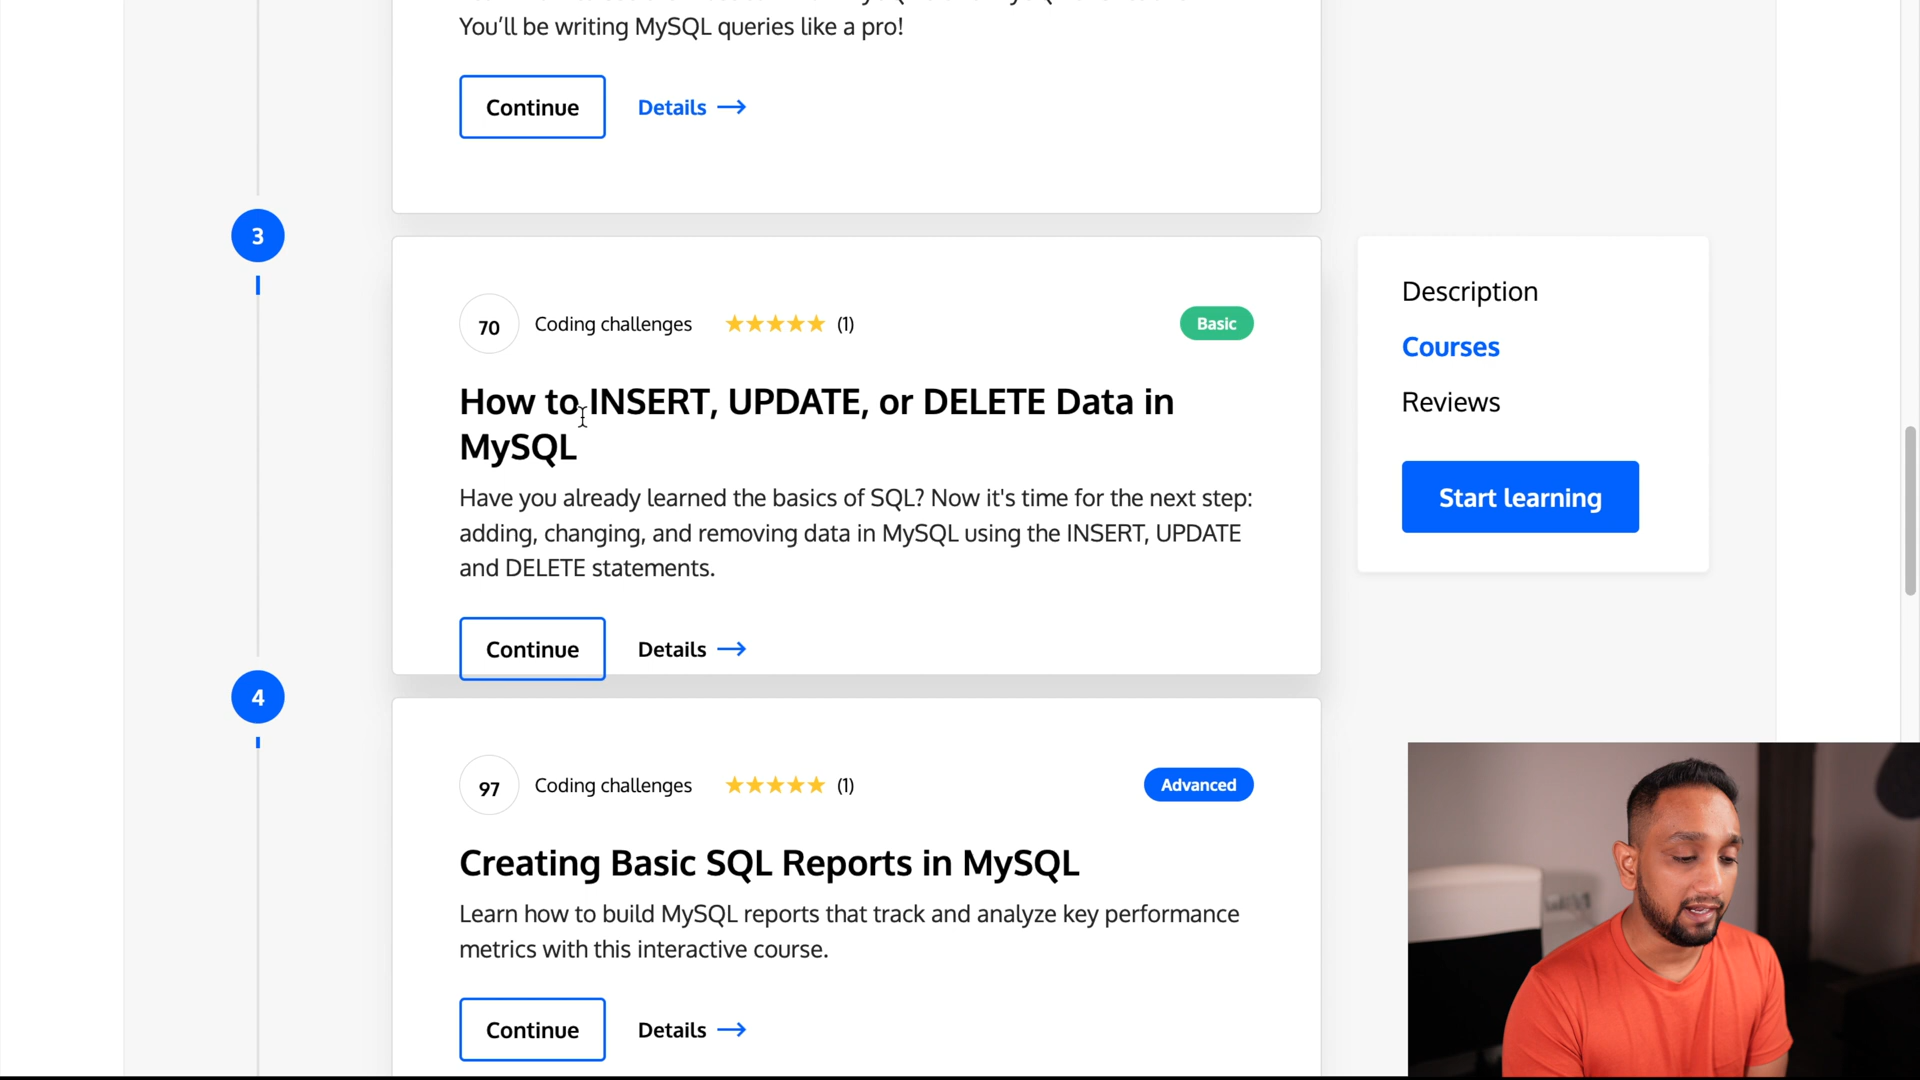 You'll be writing MySQL queries like a pro!
Continue
Details
3
70
Coding challenges
(1)
Basic
How to INSERT, UPDATE, or DELETE Data in
MySQL
Have you already learned the basics of SQL? Now it's time for the next step:
adding, changing, and removing data in MySQL using the INSERT, UPDATE
and DELETE statements.
Continue
Details
Description
Courses
Reviews
Start learning
4
97
Coding challenges
(1)
Advanced
Creating Basic SQL Reports in MySQL
Learn how to build MySQL reports that track and analyze key performance
metrics with this interactive course.
Continue
Details